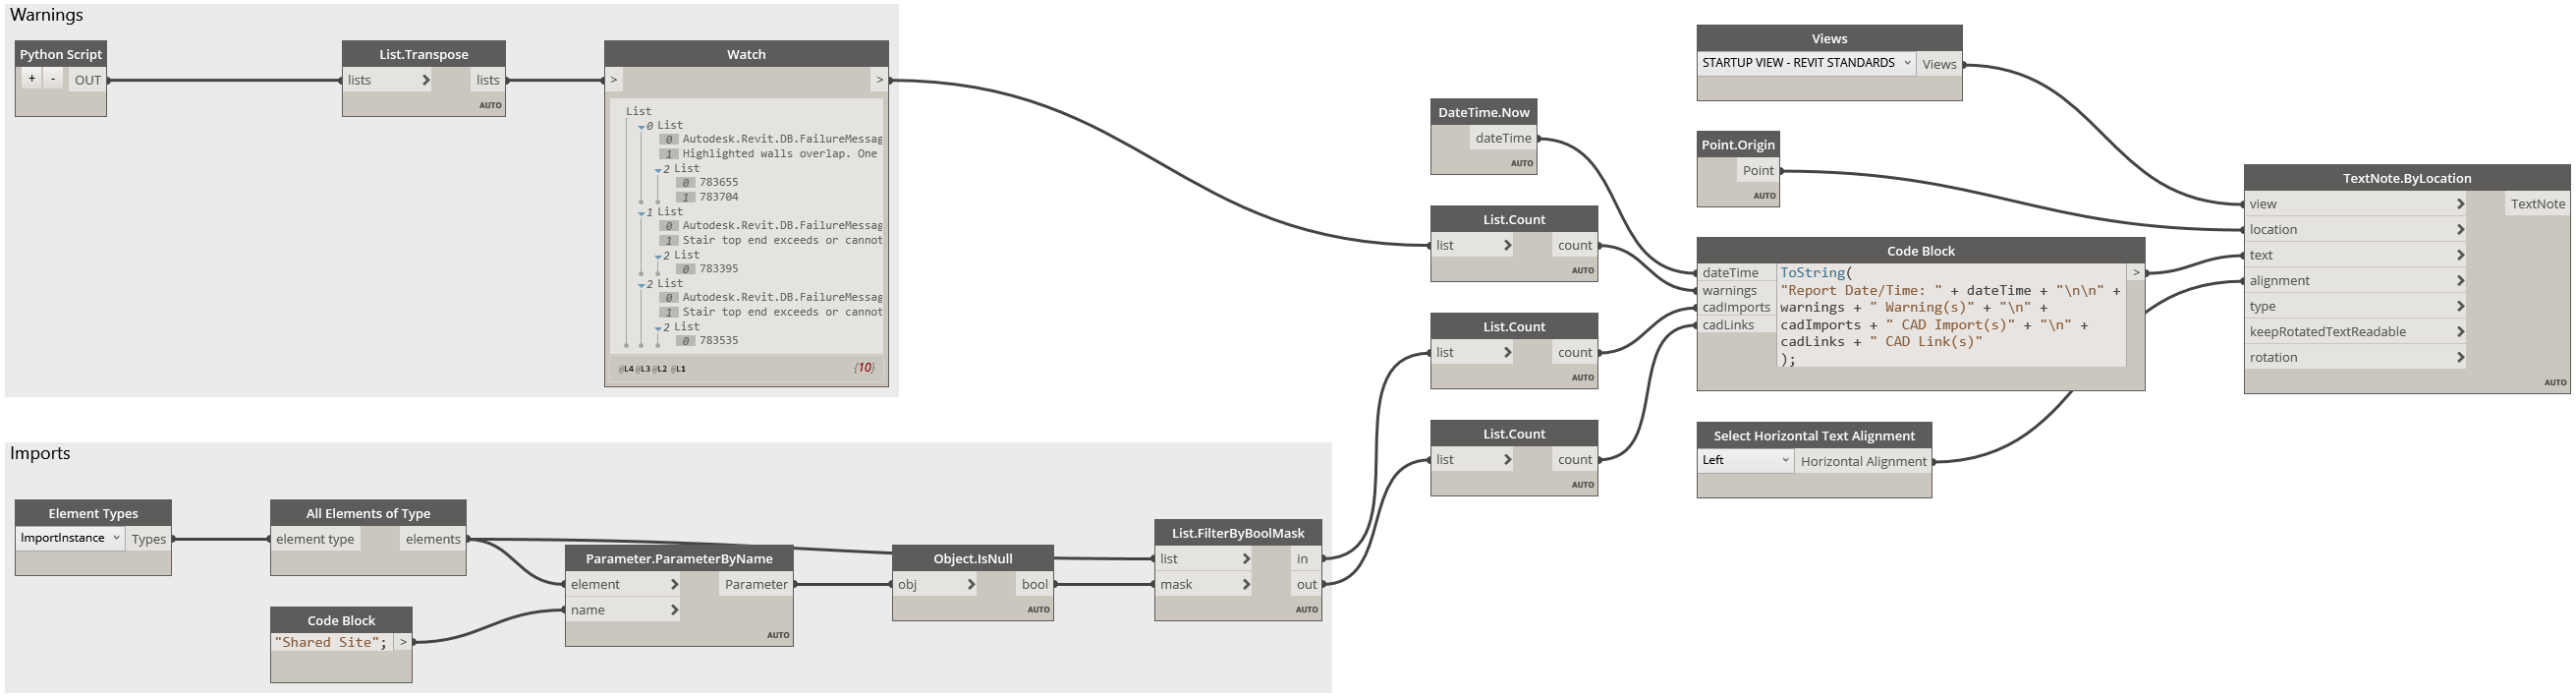 Warnings
Python Script
+ - OUT
List.Transpose
lists > lists
AUTO
Watch
> >
List
0 List
0 Autodesk.Revit.DB.FailureMessag
1 Highlighted walls overlap. One
2 List
0 783655
1 783704
1 List
0 Autodesk.Revit.DB.FailureMessag
1 Stair top end exceeds or cannot
2 List
0 783395
2 List
0 Autodesk.Revit.DB.FailureMessag
1 Stair top end exceeds or cannot
2 List
0 783535
@L4 @L3 @L2 @L1 {10}
Imports
Element Types
ImportInstance Types
All Elements of Type
element type elements
Code Block
"Shared Site"; >
Parameter.ParameterByName
element > Parameter
name >
AUTO
Object.IsNull
obj > bool
AUTO
List.FilterByBoolMask
list > in
mask > out
AUTO
DateTime.Now
dateTime
AUTO
List.Count
list > count
AUTO
List.Count
list > count
AUTO
List.Count
list > count
AUTO
Views
STARTUP VIEW - REVIT STANDARDS Views
Point.Origin
Point
AUTO
Code Block
dateTime
warnings
cadImports
cadLinks
ToString(
"Report Date/Time: " + dateTime + "\n\n" +
warnings + " Warning(s)" + "\n" +
cadImports + " CAD Import(s)" + "\n" +
cadLinks + " CAD Link(s)"
);
>
Select Horizontal Text Alignment
Left Horizontal Alignment
TextNote.ByLocation
view > TextNote
location >
text >
alignment >
type >
keepRotatedTextReadable >
rotation >
AUTO